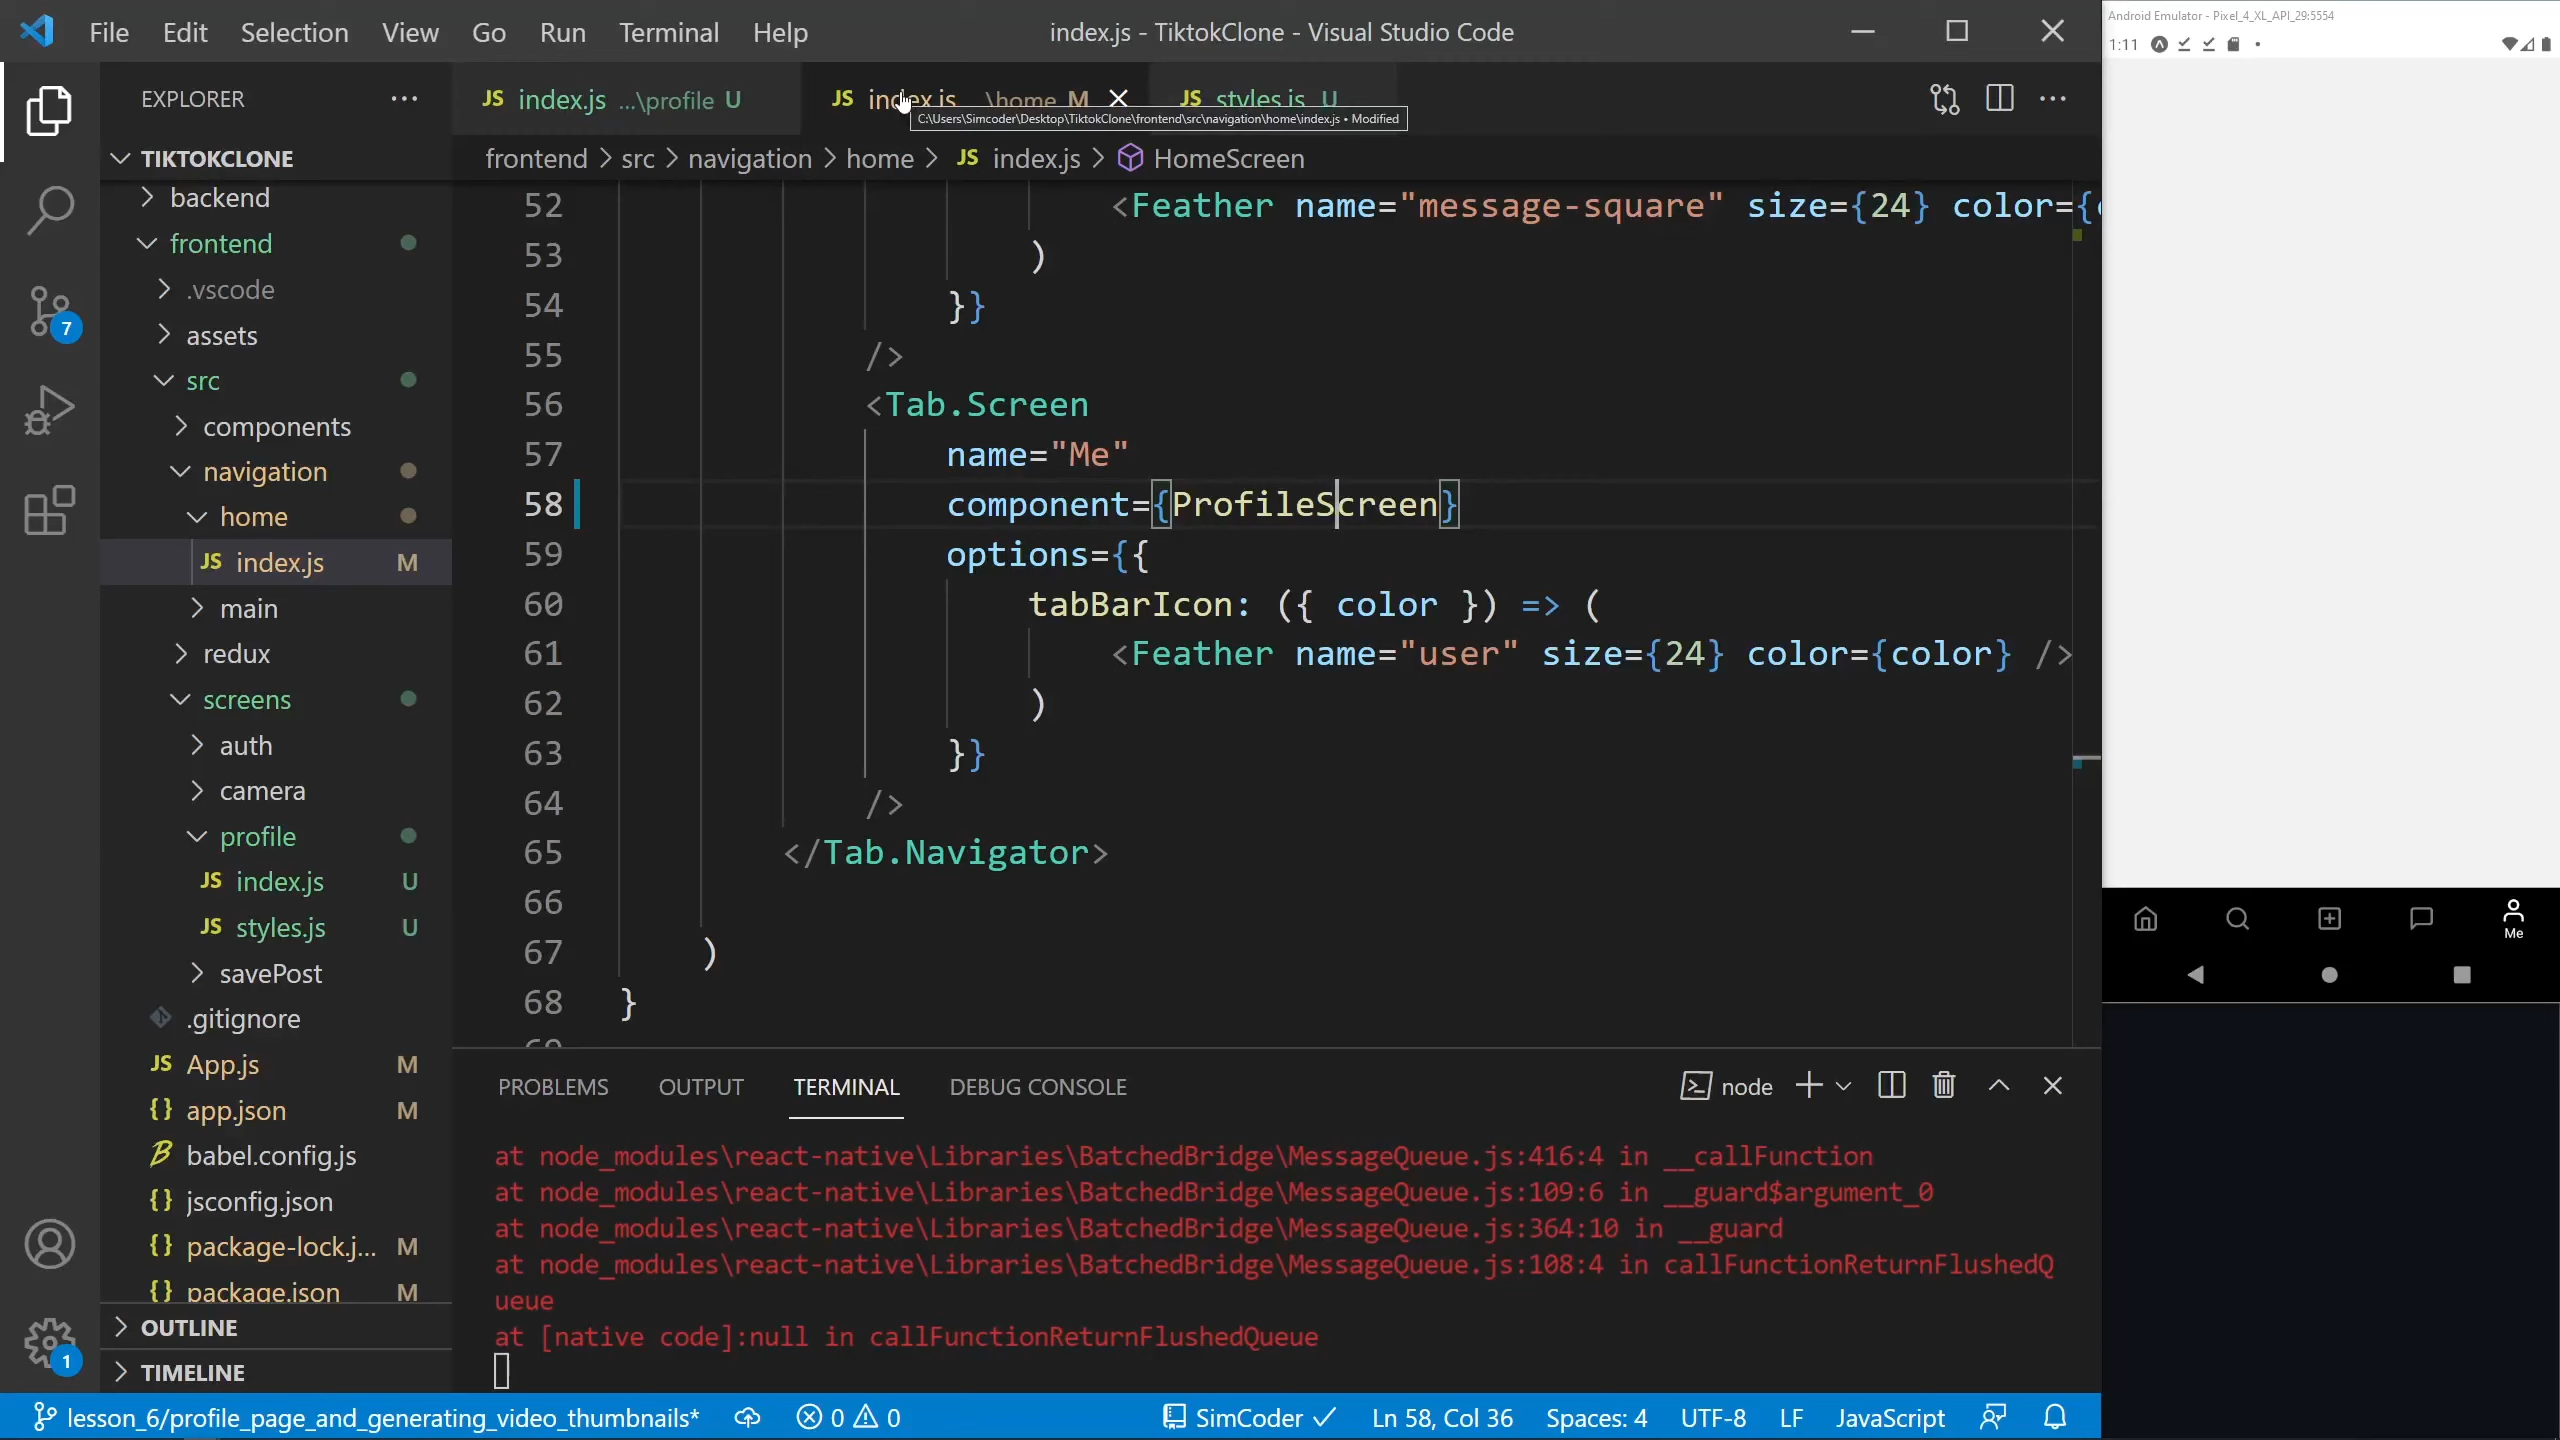 File Edit Selection View Go Run Terminal Help
index.js - TiktokClone - Visual Studio Code
EXPLORER
TIKTOKCLONE
backend
frontend
.vscode
assets
src
components
navigation
home
JS index.js M
main
redux
screens
auth
camera
profile
JS index.js U
JS styles.js U
savePost
.gitignore
JS App.js M
{} app.json M
babel.config.js
{} jsconfig.json
{} package-lock.j... M
{} package.json M
OUTLINE
TIMELINE
7
1
JS index.js ...\profile U
JS index.js ...\home M
JS styles.js U
C:\Users\Simcoder\Desktop\TiktokClone\frontend\src\navigation\home\index.js • Modified
frontend > src > navigation > home > JS index.js > HomeScreen
52 <Feather name="message-square" size={24} color={
53 )
54 }}
55 />
56 <Tab.Screen
57 name="Me"
58 component={ProfileScreen}
59 options={{
60 tabBarIcon: ({ color }) => (
61 <Feather name="user" size={24} color={color} />
62 )
63 }}
64 />
65 </Tab.Navigator>
66
67 )
68 }
PROBLEMS OUTPUT TERMINAL DEBUG CONSOLE
node
at node_modules\react-native\Libraries\BatchedBridge\MessageQueue.js:416:4 in __callFunction
at node_modules\react-native\Libraries\BatchedBridge\MessageQueue.js:109:6 in __guard$argument_0
at node_modules\react-native\Libraries\BatchedBridge\MessageQueue.js:364:10 in __guard
at node_modules\react-native\Libraries\BatchedBridge\MessageQueue.js:108:4 in callFunctionReturnFlushedQ
ueue
at [native code]:null in callFunctionReturnFlushedQueue
lesson_6/profile_page_and_generating_video_thumbnails* 0 0 SimCoder Ln 58, Col 36 Spaces: 4 UTF-8 LF JavaScript
Android Emulator - Pixel_4_XL_API_29:5554
1:11
Me